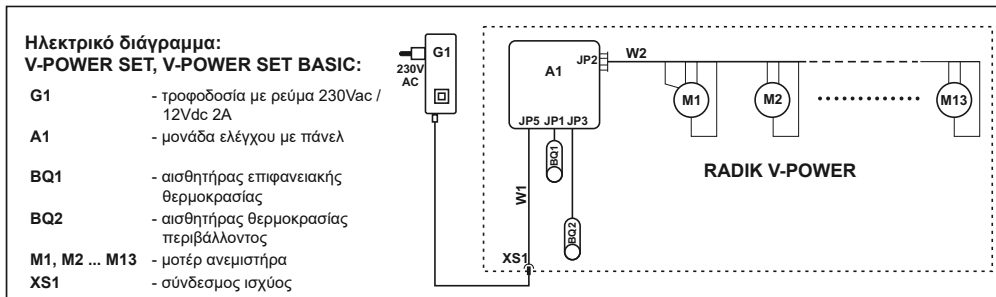 Ηλεκτρικό διάγραμμα:
V-POWER SET, V-POWER SET BASIC:
G1 - τροφοδοσία με ρεύμα 230Vac /
12Vdc 2A
A1 - μονάδα ελέγχου με πάνελ
BQ1 - αισθητήρας επιφανειακής
θερμοκρασίας
BQ2 - αισθητήρας θερμοκρασίας
περιβάλλοντος
M1, M2 ... M13 - μοτέρ ανεμιστήρα
XS1 - σύνδεσμος ισχύος
G1
230V
AC
A1
JP2
W2
JP5 JP1 JP3
BQ1
W1
BQ2
XS1
M1
M2
M13
RADIK V-POWER